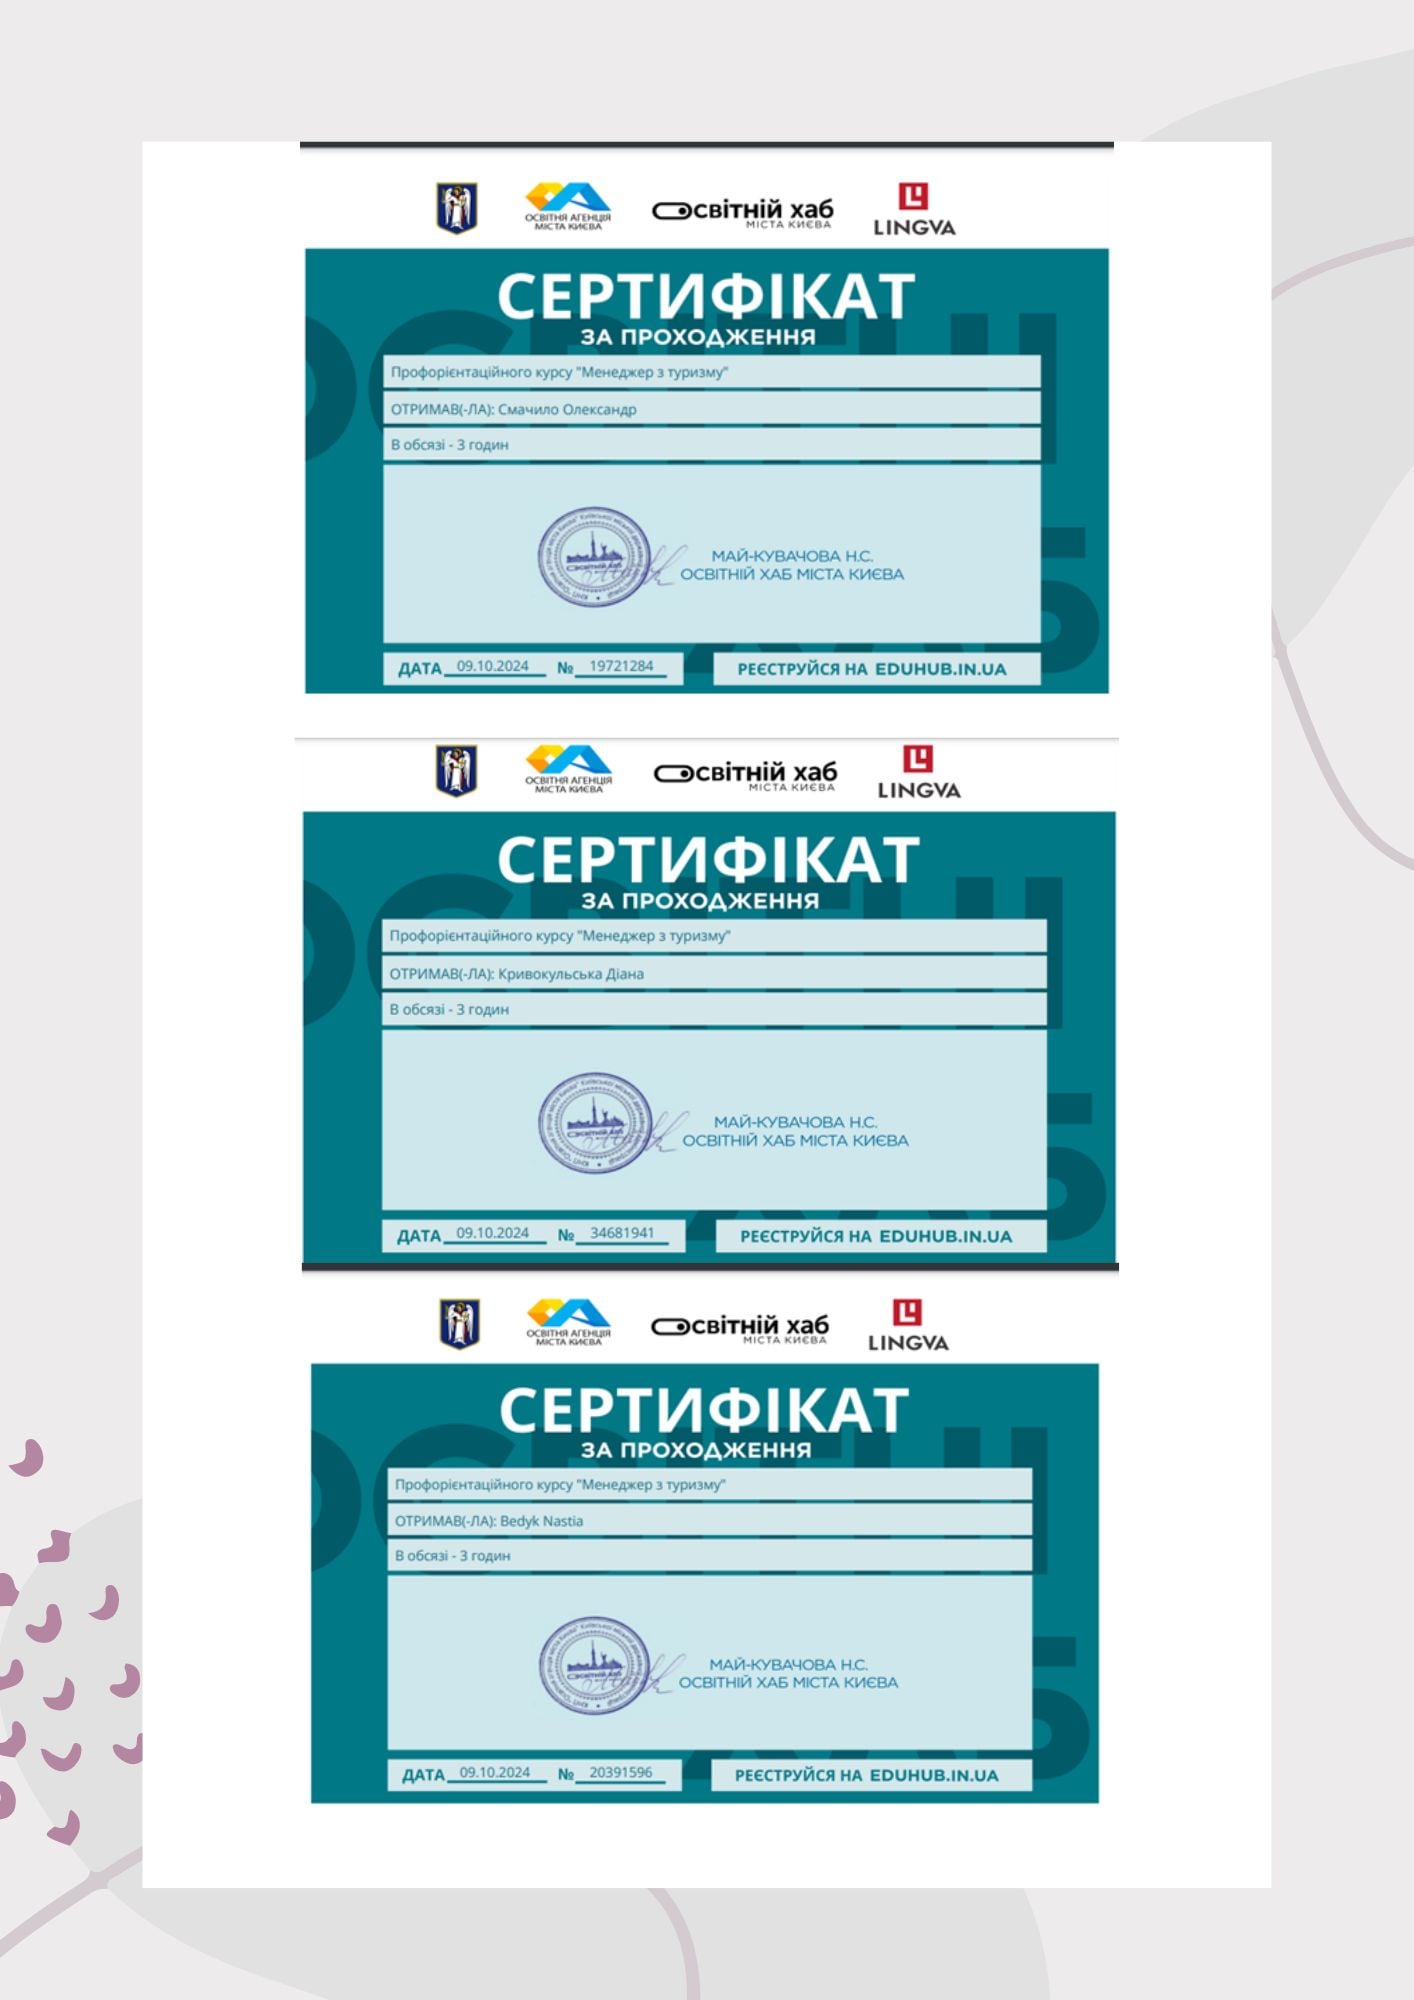 ОСВІТНЯ АГЕНЦІЯ
МІСТА КИЄВА
Освітній хаб
МІСТА КИЄВА
LINGVA
СЕРТИФІКАТ
ЗА ПРОХОДЖЕННЯ
Профорієнтаційного курсу "Менеджер з туризму"
ОТРИМАВ(-ЛА): Смачило Олександр
В обсязі - 3 годин
МАЙ-КУВАЧОВА Н.С.
ОСВІТНІЙ ХАБ МІСТА КИЄВА
ДАТА 09.10.2024 № 19721284
РЕЄСТРУЙСЯ НА EDUHUB.IN.UA
ОСВІТНЯ АГЕНЦІЯ
МІСТА КИЄВА
Освітній хаб
МІСТА КИЄВА
LINGVA
СЕРТИФІКАТ
ЗА ПРОХОДЖЕННЯ
Профорієнтаційного курсу "Менеджер з туризму"
ОТРИМАВ(-ЛА): Кривокульська Діана
В обсязі - 3 годин
МАЙ-КУВАЧОВА Н.С.
ОСВІТНІЙ ХАБ МІСТА КИЄВА
ДАТА 09.10.2024 № 34681941
РЕЄСТРУЙСЯ НА EDUHUB.IN.UA
ОСВІТНЯ АГЕНЦІЯ
МІСТА КИЄВА
Освітній хаб
МІСТА КИЄВА
LINGVA
СЕРТИФІКАТ
ЗА ПРОХОДЖЕННЯ
Профорієнтаційного курсу "Менеджер з туризму"
ОТРИМАВ(-ЛА): Bedyk Nastia
В обсязі - 3 годин
МАЙ-КУВАЧОВА Н.С.
ОСВІТНІЙ ХАБ МІСТА КИЄВА
ДАТА 09.10.2024 № 20391596
РЕЄСТРУЙСЯ НА EDUHUB.IN.UA